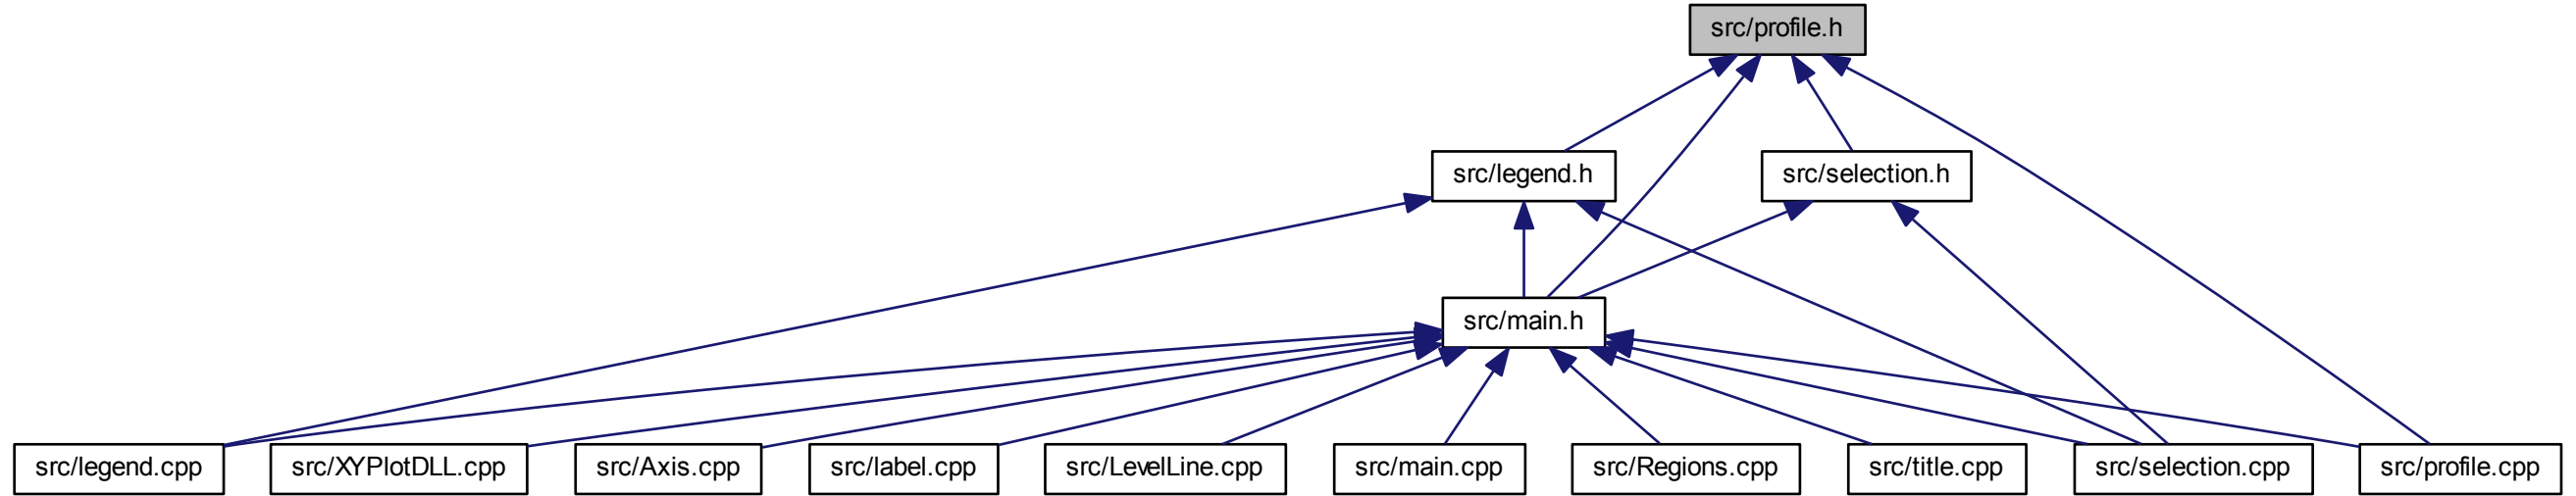 src/profile.h
src/legend.h
src/selection.h
src/main.h
src/legend.cpp
src/XYPlotDLL.cpp
src/Axis.cpp
src/label.cpp
src/LevelLine.cpp
src/main.cpp
src/Regions.cpp
src/title.cpp
src/selection.cpp
src/profile.cpp